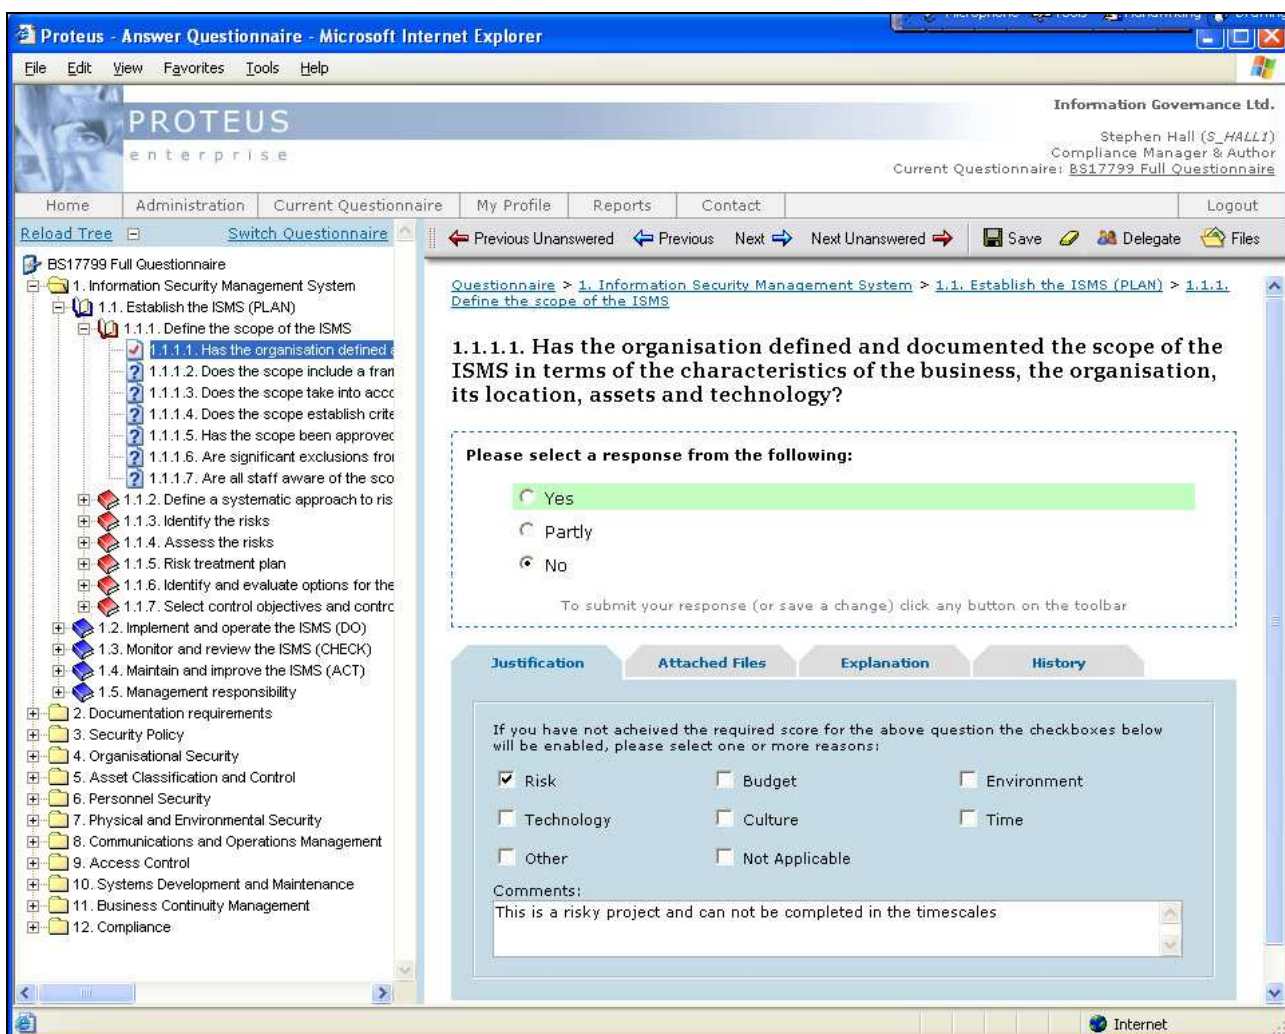 Microphone Tools Handwriting Drawing
Proteus - Answer Questionnaire - Microsoft Internet Explorer
File Edit View Favorites Tools Help
PROTEUS
enterprise
Information Governance Ltd.
Stephen Hall (S_HALL1)
Compliance Manager & Author
Current Questionnaire: BS17799 Full Questionnaire
Home Administration Current Questionnaire My Profile Reports Contact Logout
Reload Tree Switch Questionnaire
Previous Unanswered Previous Next Next Unanswered Save Delegate Files
BS17799 Full Questionnaire
1. Information Security Management System
1.1. Establish the ISMS (PLAN)
1.1.1. Define the scope of the ISMS
1.1.1.1. Has the organisation defined a
1.1.1.2. Does the scope include a fran
1.1.1.3. Does the scope take into acco
1.1.1.4. Does the scope establish crite
1.1.1.5. Has the scope been approved
1.1.1.6. Are significant exclusions fror
1.1.1.7. Are all staff aware of the sco
1.1.2. Define a systematic approach to ris
1.1.3. Identify the risks
1.1.4. Assess the risks
1.1.5. Risk treatment plan
1.1.6. Identify and evaluate options for the
1.1.7. Select control objectives and contro
1.2. Implement and operate the ISMS (DO)
1.3. Monitor and review the ISMS (CHECK)
1.4. Maintain and improve the ISMS (ACT)
1.5. Management responsibility
2. Documentation requirements
3. Security Policy
4. Organisational Security
5. Asset Classification and Control
6. Personnel Security
7. Physical and Environmental Security
8. Communications and Operations Management
9. Access Control
10. Systems Development and Maintenance
11. Business Continuity Management
12. Compliance
Questionnaire > 1. Information Security Management System > 1.1. Establish the ISMS (PLAN) > 1.1.1.
Define the scope of the ISMS
1.1.1.1. Has the organisation defined and documented the scope of the
ISMS in terms of the characteristics of the business, the organisation,
its location, assets and technology?
Please select a response from the following:
Yes
Partly
No
To submit your response (or save a change) click any button on the toolbar
Justification Attached Files Explanation History
If you have not acheived the required score for the above question the checkboxes below
will be enabled, please select one or more reasons:
Risk Budget Environment
Technology Culture Time
Other Not Applicable
Comments:
This is a risky project and can not be completed in the timescales
Internet